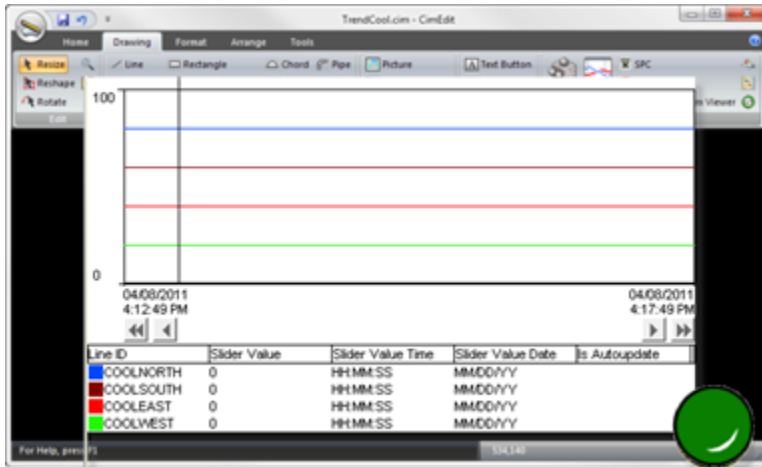 TrendCool.cim - CimEdit
Home Drawing Format Arrange Tools
Resize Line Rectangle Chord Pipe Picture Text Button SPC
Reshape
Rotate
Viewer
Edit
100
0
04/08/2011 04/08/2011
4:12:49 PM 4:17:49 PM
Line ID Slider Value Slider Value Time Slider Value Date Is Autoupdate
COOLNORTH 0 HH:MM:SS MM/DD/YY
COOLSOUTH 0 HH:MM:SS MM/DD/YY
COOLEAST 0 HH:MM:SS MM/DD/YY
COOLWEST 0 HH:MM:SS MM/DD/YY
For Help, press F1 534,140